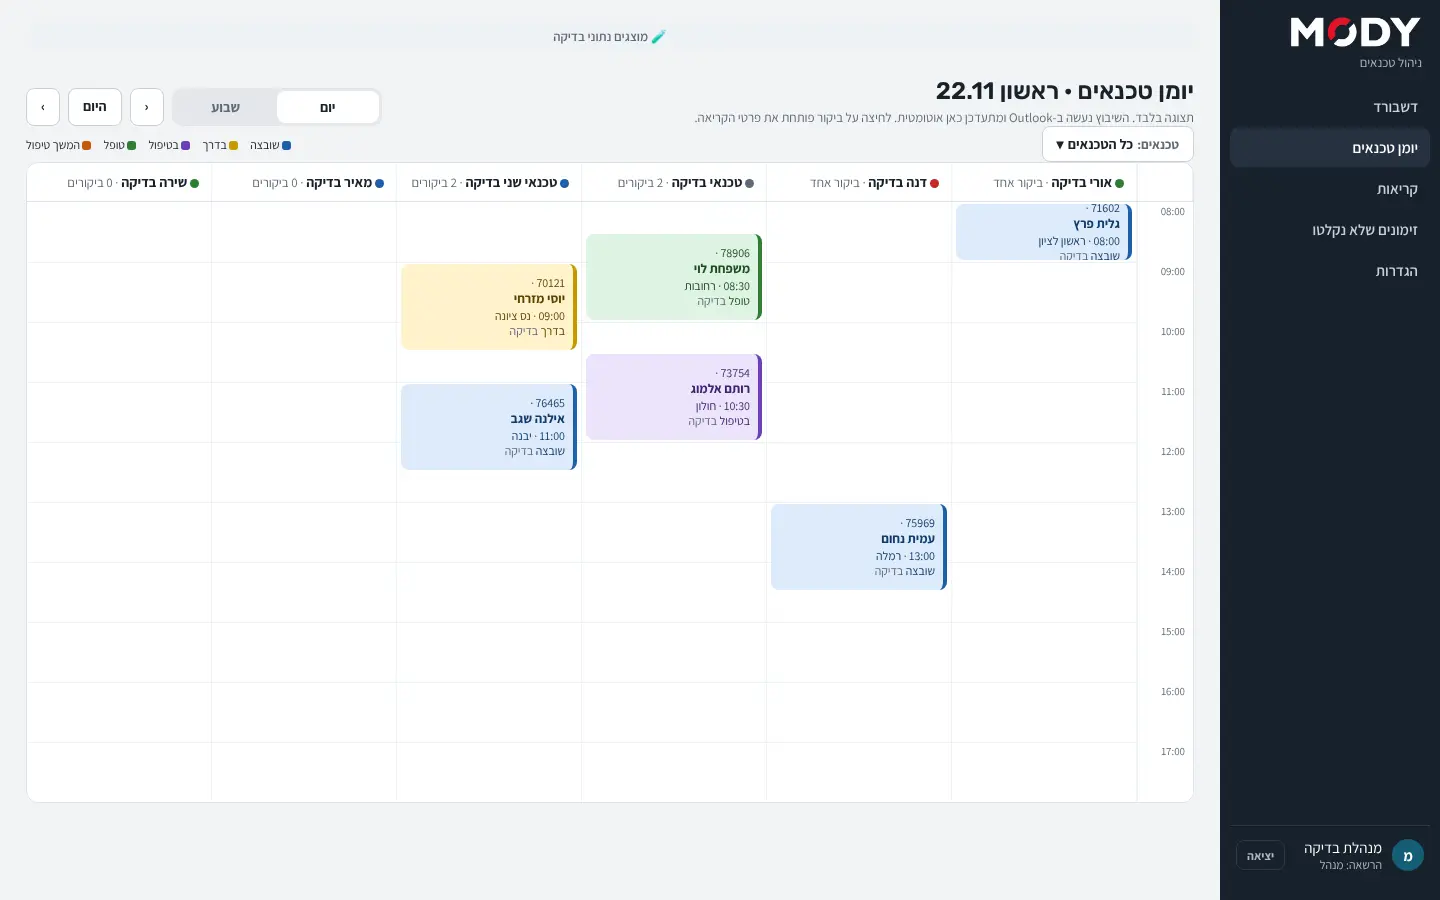 MODY
ניהול טכנאים
דשבורד
יומן טכנאים
קריאות
זימונים שלא נקלטו
הגדרות
מ
מנהלת בדיקה
הרשאה: מנהל
יציאה
🧪 מוצגים נתוני בדיקה
יומן טכנאים • ראשון 22.11
תצוגה בלבד. השיבוץ נעשה ב-Outlook ומתעדכן כאן אוטומטית. לחיצה על ביקור פותחת את פרטי הקריאה.
יום שבוע
‹ היום ›
טכנאים: כל הטכנאים ▾
שובצה בדרך בטיפול טופל המשך טיפול
אורי בדיקה · ביקור אחד
דנה בדיקה · ביקור אחד
טכנאי בדיקה · 2 ביקורים
טכנאי שני בדיקה · 2 ביקורים
מאיר בדיקה · 0 ביקורים
שירה בדיקה · 0 ביקורים
08:00
09:00
10:00
11:00
12:00
13:00
14:00
15:00
16:00
17:00
71602 ·
גלית פרץ
08:00 · ראשון לציון
שובצה בדיקה
75969 ·
עמית נחום
13:00 · רמלה
שובצה בדיקה
78906 ·
משפחת לוי
08:30 · רחובות
טופל בדיקה
73754 ·
רותם אלמוג
10:30 · חולון
בטיפול בדיקה
70121 ·
יוסי מזרחי
09:00 · נס ציונה
בדרך בדיקה
76465 ·
אילנה שגב
11:00 · יבנה
שובצה בדיקה